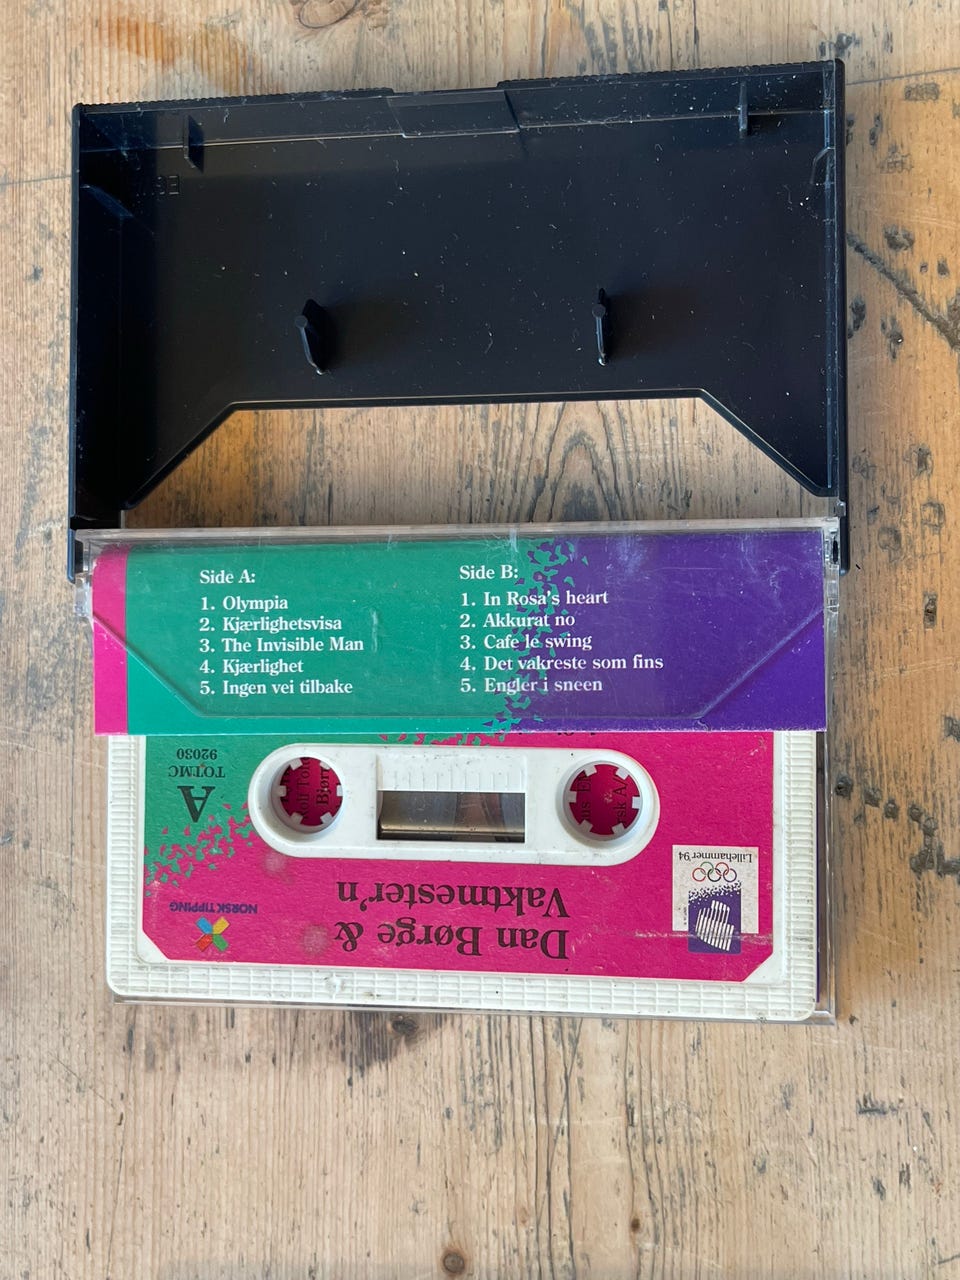 Side A:
1. Olympia
2. Kjærlighetsvisa
3. The Invisible Man
4. Kjærlighet
5. Ingen vei tilbake
Side B:
1. In Rosa's heart
2. Akkurat no
3. Cafe le swing
4. Det vakreste som fins
5. Engler i sneen
Dan Børge &
Vaktmester'n
Lillehammer '94
NORSK TIPPING
A
TOTMC
92030